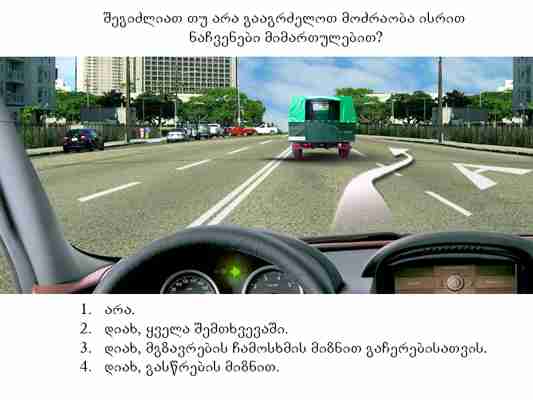 შეგიძლიათ თუ არა გააგრძელოთ მოძრაობა ისრით
ნაჩვენები მიმართულებით?
A
1. არა.
2. დიახ, ყველა შემთხვევაში.
3. დიახ, მგზავრების ჩამოსხმის მიზნით გაჩერებისათვის.
4. დიახ, გასწრების მიზნით.